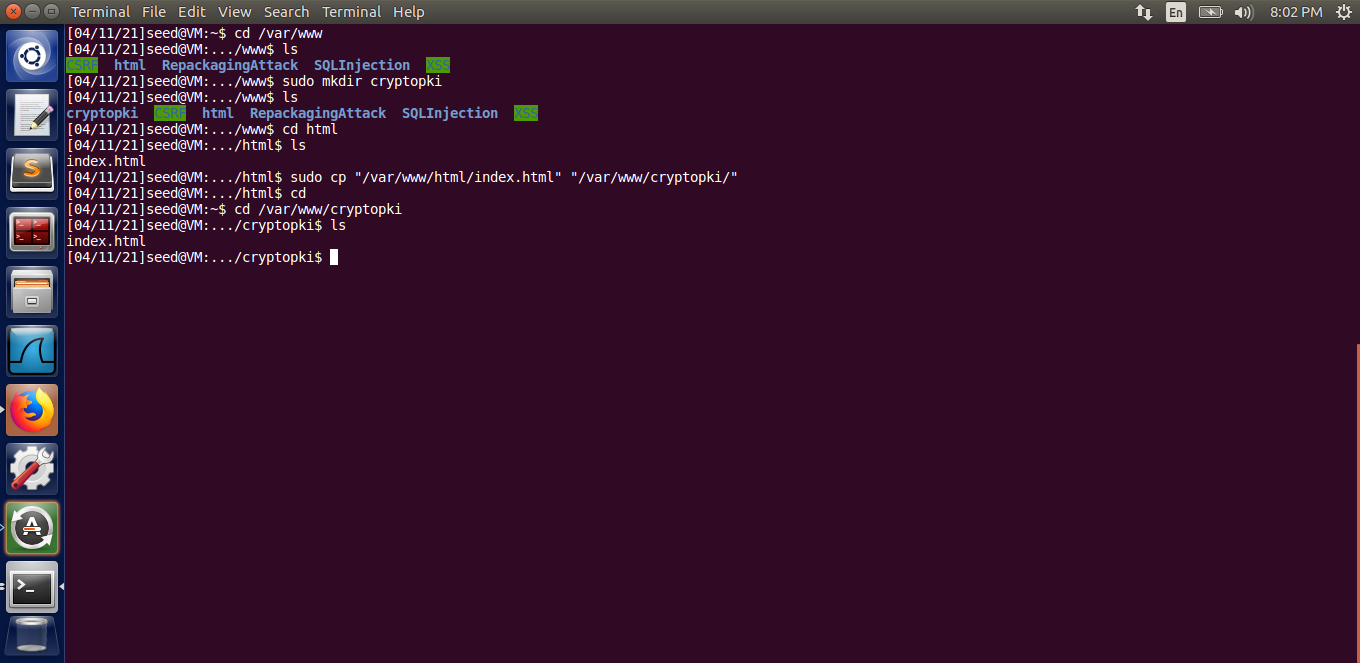 Terminal File Edit View Search Terminal Help En 8:02 PM
[04/11/21]seed@VM:~$ cd /var/www
[04/11/21]seed@VM:.../www$ ls
CSRF html RepackagingAttack SQLInjection XSS
[04/11/21]seed@VM:.../www$ sudo mkdir cryptopki
[04/11/21]seed@VM:.../www$ ls
cryptopki CSRF html RepackagingAttack SQLInjection XSS
[04/11/21]seed@VM:.../www$ cd html
[04/11/21]seed@VM:.../html$ ls
index.html
[04/11/21]seed@VM:.../html$ sudo cp "/var/www/html/index.html" "/var/www/cryptopki/"
[04/11/21]seed@VM:.../html$ cd
[04/11/21]seed@VM:~$ cd /var/www/cryptopki
[04/11/21]seed@VM:.../cryptopki$ ls
index.html
[04/11/21]seed@VM:.../cryptopki$